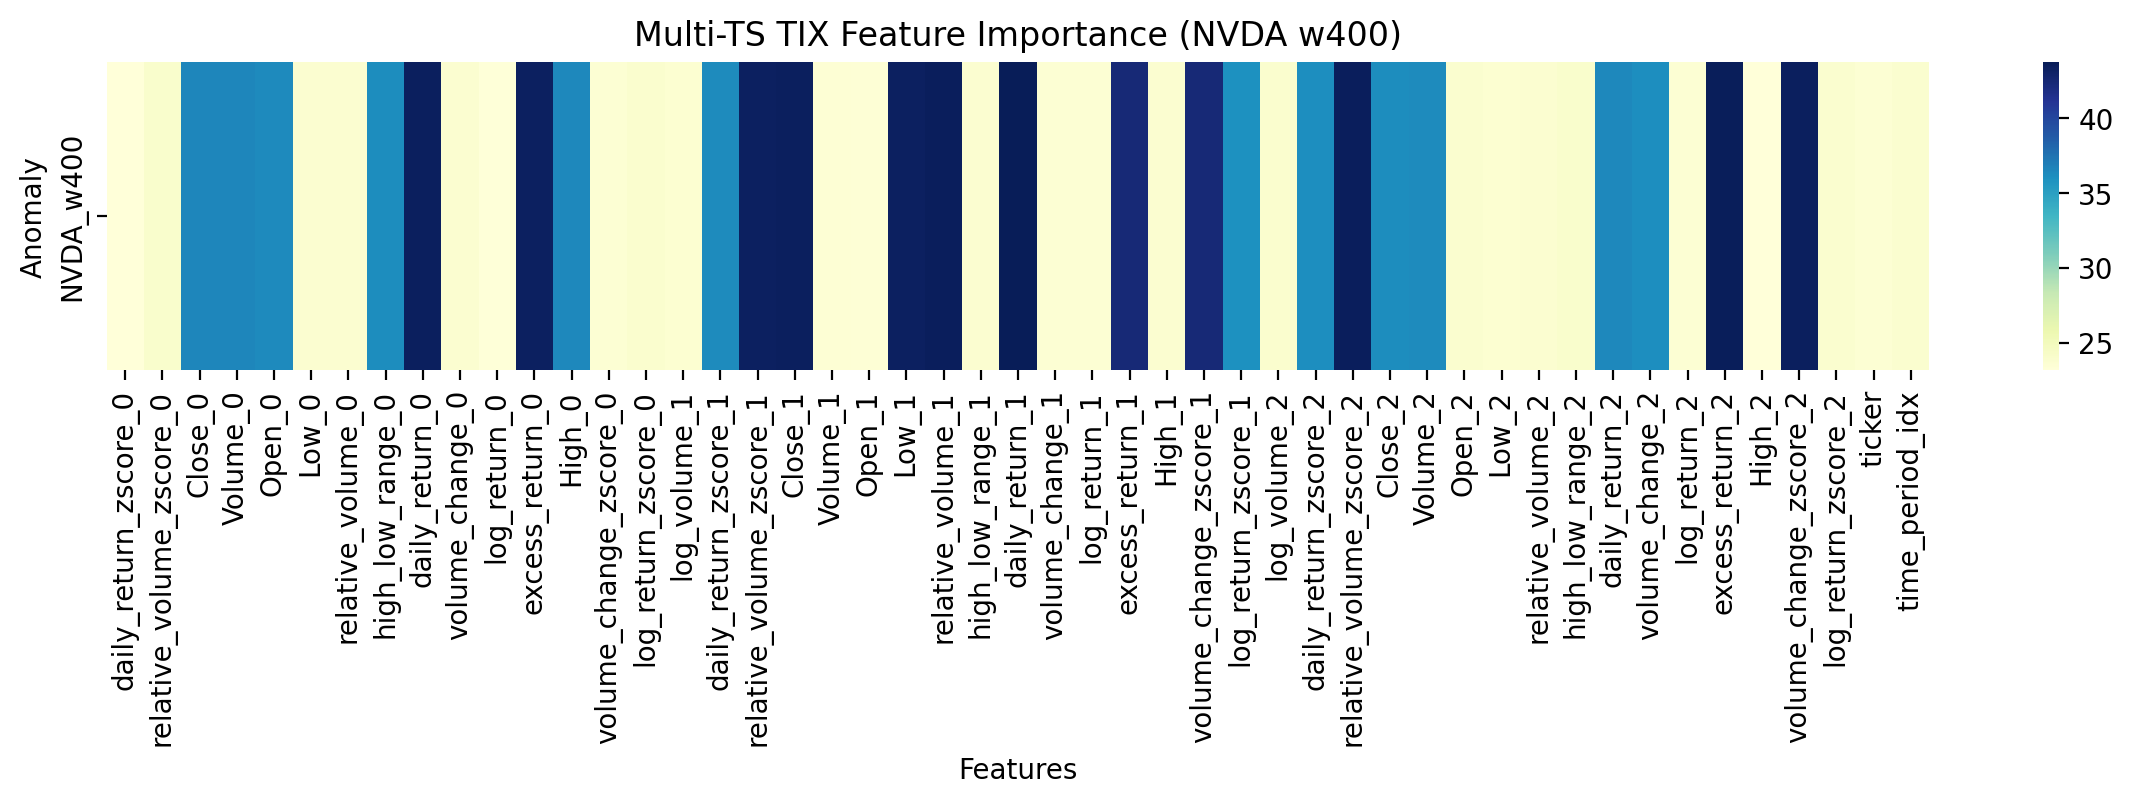 Multi-TS TIX Feature Importance (NVDA w400)
Anomaly
NVDA_w400
40
35
30
25
daily_return_zscore_0
relative_volume_zscore_0
Close_0
Volume_0
Open_0
Low_0
relative_volume_0
high_low_range_0
daily_return_0
volume_change_0
log_return_0
excess_return_0
High_0
volume_change_zscore_0
log_return_zscore_0
log_volume_1
daily_return_zscore_1
relative_volume_zscore_1
Close_1
Volume_1
Open_1
Low_1
relative_volume_1
high_low_range_1
daily_return_1
volume_change_1
log_return_1
excess_return_1
High_1
volume_change_zscore_1
log_return_zscore_1
log_volume_2
daily_return_zscore_2
relative_volume_zscore_2
Close_2
Volume_2
Open_2
Low_2
relative_volume_2
high_low_range_2
daily_return_2
volume_change_2
log_return_2
excess_return_2
High_2
volume_change_zscore_2
log_return_zscore_2
ticker
time_period_idx
Features